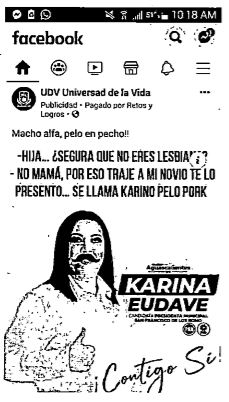 10:18 AM
facebook
UDV Universad de la Vida
Publicidad • Pagado por Retos y
Logros •
Macho alfa, pelo en pecho!!
-HIJA... ¿SEGURA QUE NO ERES LESBIANA?
- NO MAMÁ, POR ESO TRAJE A MI NOVIO TE LO
PRESENTO... SE LLAMA KARINO PELO PORK
Aguascalientes
KARINA
EUDAVE
CANDIDATA PRESIDENTA MUNICIPAL
SAN FRANCISCO DE LOS ROMO
¡Contigo Sí!